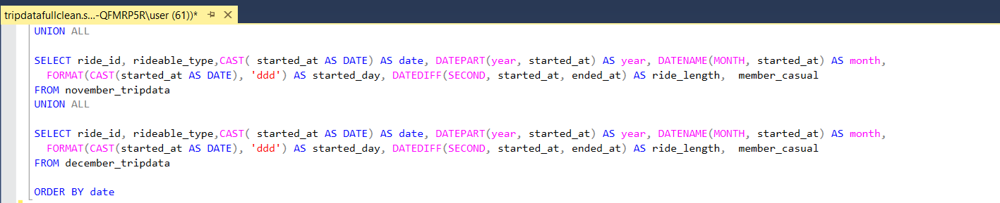 tripdatafullclean.s...-QFMRP5R\user (61))*
UNION ALL
SELECT ride_id, rideable_type,CAST( started_at AS DATE) AS date, DATEPART(year, started_at) AS year, DATENAME(MONTH, started_at) AS month,
FORMAT(CAST(started_at AS DATE), 'ddd') AS started_day, DATEDIFF(SECOND, started_at, ended_at) AS ride_length,  member_casual
FROM november_tripdata
UNION ALL
SELECT ride_id, rideable_type,CAST( started_at AS DATE) AS date, DATEPART(year, started_at) AS year, DATENAME(MONTH, started_at) AS month,
FORMAT(CAST(started_at AS DATE), 'ddd') AS started_day, DATEDIFF(SECOND, started_at, ended_at) AS ride_length,  member_casual
FROM december_tripdata
ORDER BY date